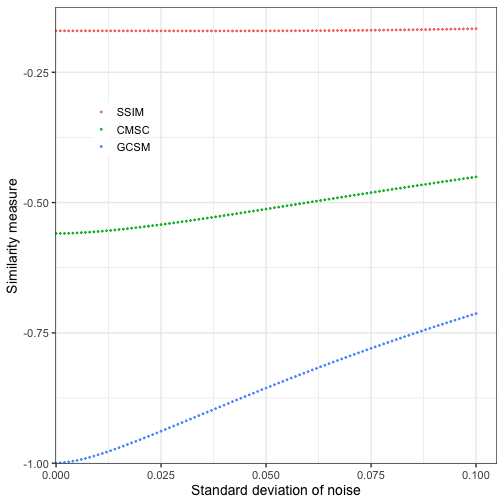 -0.25
-0.50
-0.75
-1.00
Similarity measure
SSIM
CMSC
GCSM
0.000 0.025 0.050 0.075 0.100
Standard deviation of noise